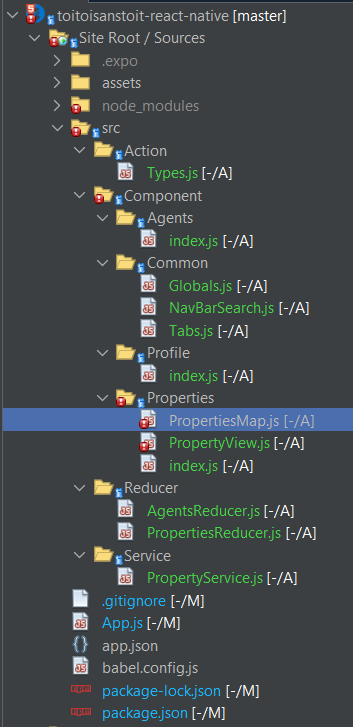 toitoisanstoit-react-native [master]
Site Root / Sources
.expo
assets
node_modules
src
Action
Types.js [-/A]
Component
Agents
index.js [-/A]
Common
Globals.js [-/A]
NavBarSearch.js [-/A]
Tabs.js [-/A]
Profile
index.js [-/A]
Properties
PropertiesMap.js [-/A]
PropertyView.js [-/A]
index.js [-/A]
Reducer
AgentsReducer.js [-/A]
PropertiesReducer.js [-/A]
Service
PropertyService.js [-/A]
.gitignore [-/M]
App.js [-/M]
app.json
babel.config.js
package-lock.json [-/M]
package.json [-/M]